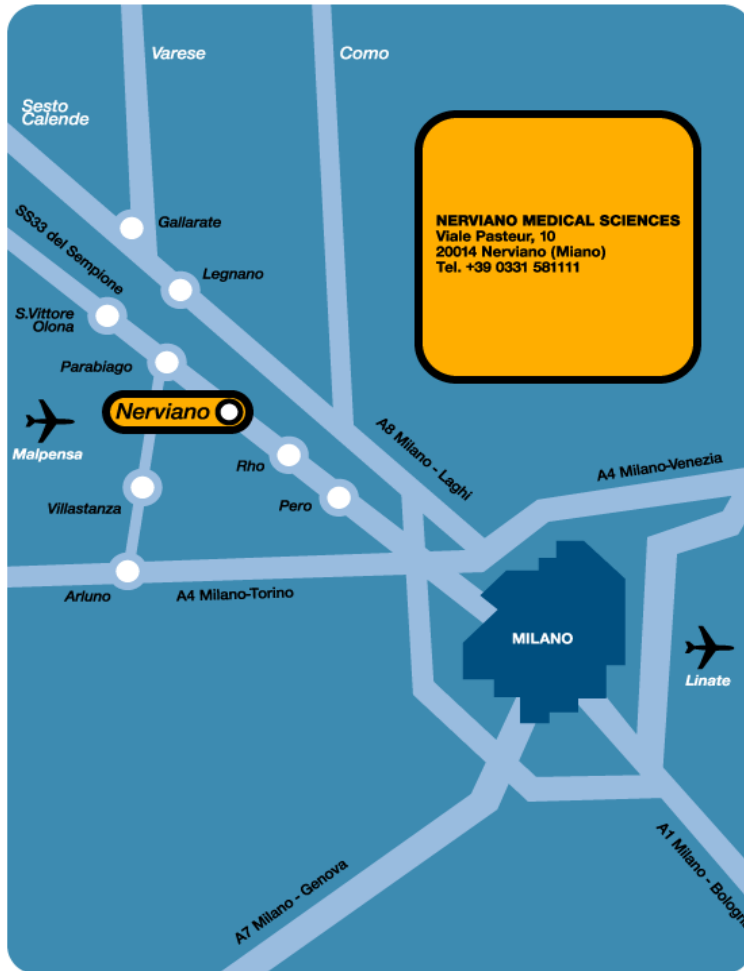 Varese
Como
Sesto
Calende
NERVIANO MEDICAL SCIENCES
Viale Pasteur, 10
20014 Nerviano (Miano)
Tel. +39 0331 581111
Gallarate
SS33 del Sempione
Legnano
S.Vittore
Olona
Parabiago
Nerviano
Malpensa
A8 Milano - Laghi
Rho
A4 Milano-Venezia
Villastanza
Pero
Arluno
A4 Milano-Torino
MILANO
Linate
A7 Milano - Genova
A1 Milano - Bologn